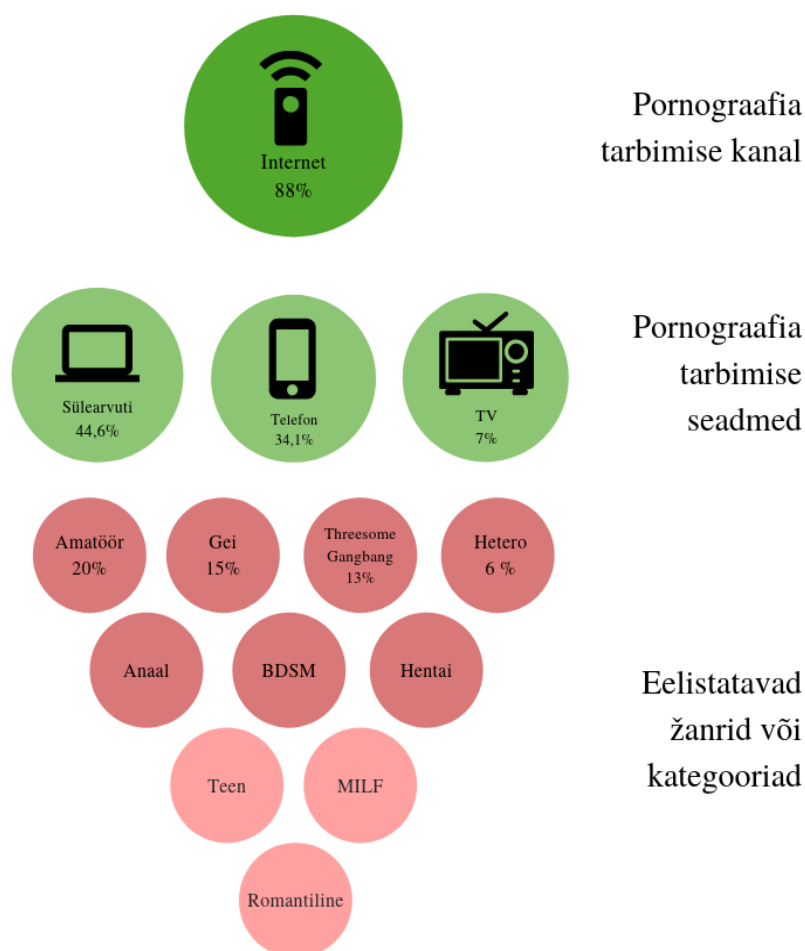 Internet
88%
Pornograafia
tarbimise kanal
Sülearvuti
44,6%
Telefon
34,1%
TV
7%
Pornograafia
tarbimise
seadmed
Amatöör
20%
Gei
15%
Threesome
Gangbang
13%
Hetero
6 %
Anaal
BDSM
Hentai
Teen
MILF
Romantiline
Eelistatavad
žanrid või
kategooriad